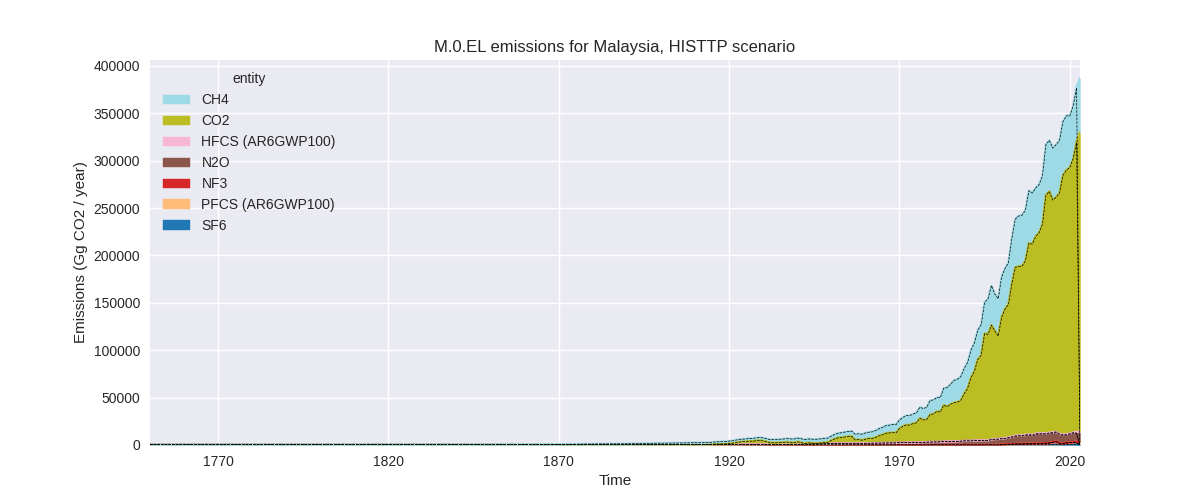 M.0.EL emissions for Malaysia, HISTTP scenario
400000
350000
300000
250000
200000
150000
100000
50000
0
Emissions (Gg CO2 / year)
entity
CH4
CO2
HFCS (AR6GWP100)
N2O
NF3
PFCS (AR6GWP100)
SF6
1770 1820 1870 1920 1970 2020
Time